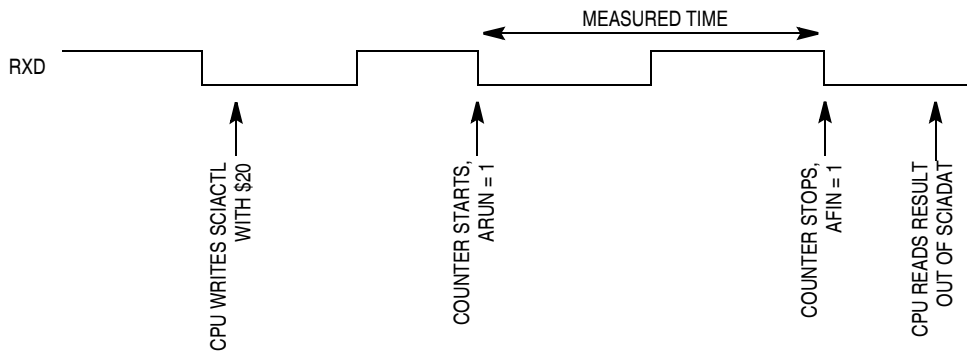 MEASURED TIME
RXD
CPU WRITES SCIACTL
WITH $20
COUNTER STARTS,
ARUN = 1
COUNTER STOPS,
AFIN = 1
CPU READS RESULT
OUT OF SCIADAT